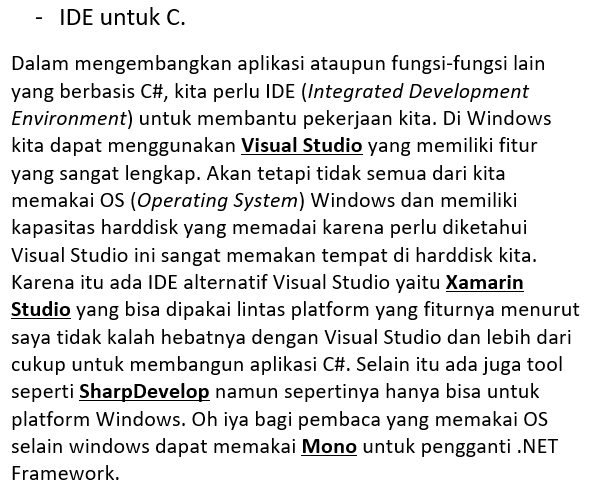 - IDE untuk C.
Dalam mengembangkan aplikasi ataupun fungsi-fungsi lain
yang berbasis C#, kita perlu IDE (Integrated Development
Environment) untuk membantu pekerjaan kita. Di Windows
kita dapat menggunakan Visual Studio yang memiliki fitur
yang sangat lengkap. Akan tetapi tidak semua dari kita
memakai OS (Operating System) Windows dan memiliki
kapasitas harddisk yang memadai karena perlu diketahui
Visual Studio ini sangat memakan tempat di harddisk kita.
Karena itu ada IDE alternatif Visual Studio yaitu Xamarin
Studio yang bisa dipakai lintas platform yang fiturnya menurut
saya tidak kalah hebatnya dengan Visual Studio dan lebih dari
cukup untuk membangun aplikasi C#. Selain itu ada juga tool
seperti SharpDevelop namun sepertinya hanya bisa untuk
platform Windows. Oh iya bagi pembaca yang memakai OS
selain windows dapat memakai Mono untuk pengganti .NET
Framework.